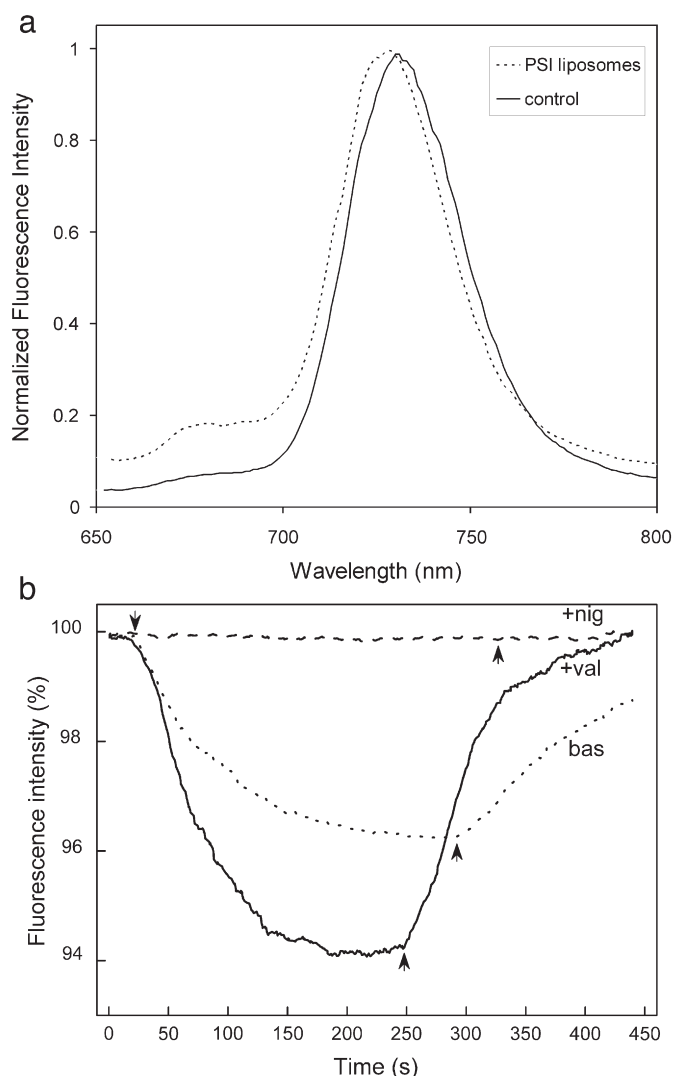 a
Normalized Fluorescence Intensity
1
0.8
0.6
0.4
0.2
0
PSI liposomes
control
650 700 750 800
Wavelength (nm)
b
Fluorescence intensity (%)
100
98
96
94
+nig
+val
bas
0 50 100 150 200 250 300 350 400 450
Time (s)